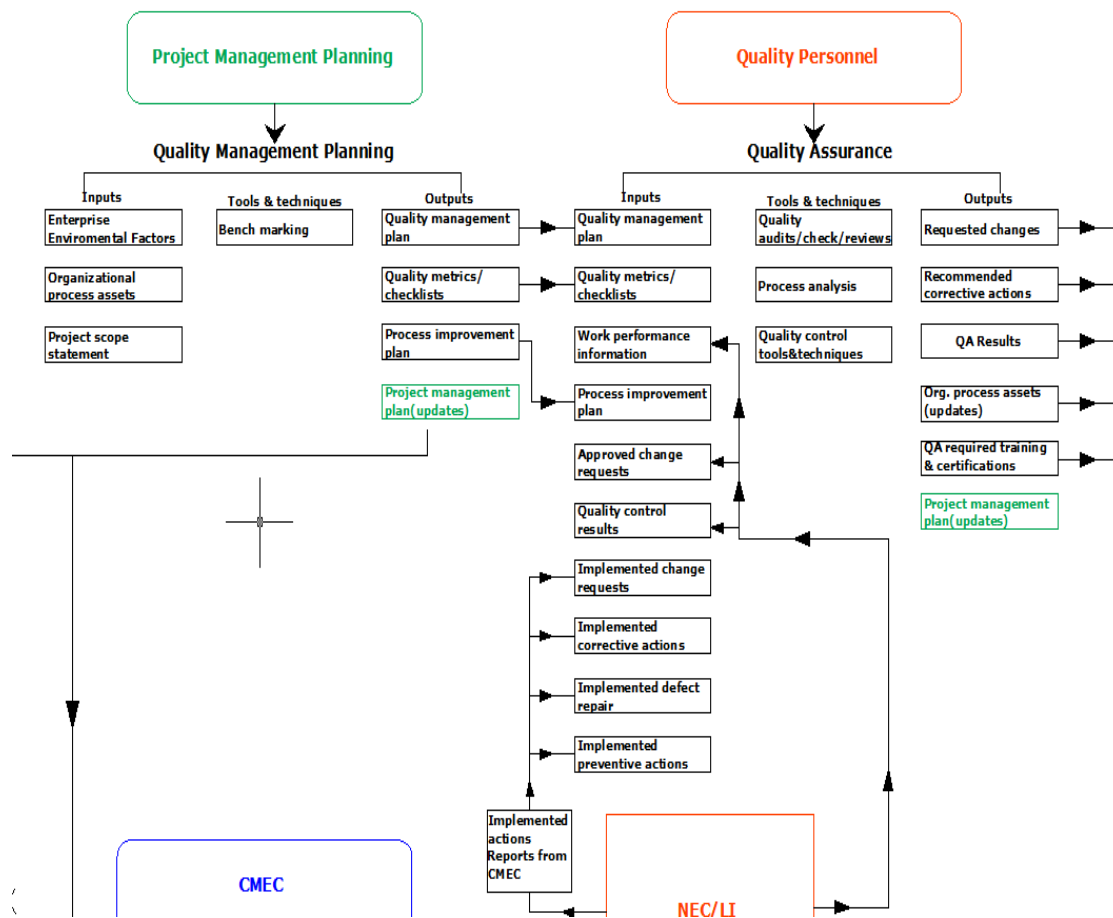 Project Management Planning
Quality Personnel
Quality Management Planning
Quality Assurance
Inputs
Tools & techniques
Outputs
Enterprise
Enviromental Factors
Bench marking
Quality management
plan
Organizational
process assets
Quality metrics/
checklists
Project scope
statement
Process improvement
plan
Project management
plan(updates)
Inputs
Tools & techniques
Outputs
Quality management
plan
Quality
audits/check/reviews
Requested changes
Quality metrics/
checklists
Process analysis
Recommended
corrective actions
Work performance
information
Quality control
tools&techniques
QA Results
Process improvement
plan
Org. process assets
(updates)
Approved change
requests
QA required training
& certifications
Quality control
results
Project management
plan(updates)
Implemented change
requests
Implemented
corrective actions
Implemented defect
repair
Implemented
preventive actions
Implemented
actions
Reports from
CMEC
CMEC
NEC/LI